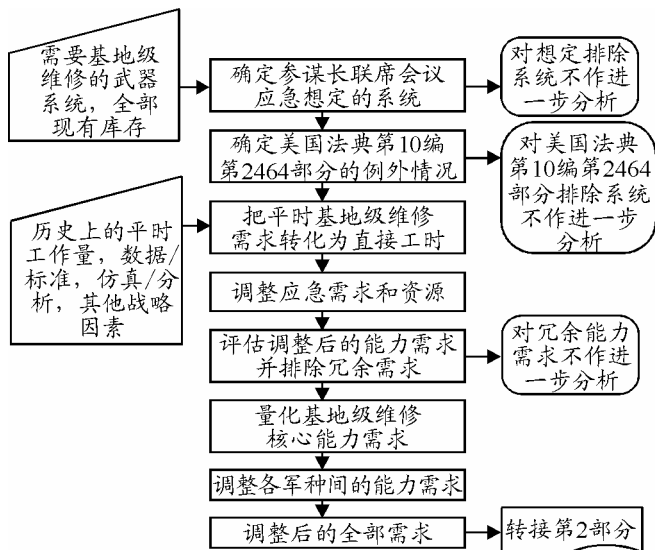 需要基地级
维修的武器
系统，全部
现有库存
确定参谋长联席会议
应急想定的系统
对想定排除
系统不作进
一步分析
确定美国法典第10编
第2464部分的例外情况
对美国法典
第10编第2464
部分排除系统
不作进一步
分析
历史上的平时
工作量，数据/
标准，仿真/分
析，其他战略
因素
把平时基地级维修
需求转化为直接工时
调整应急需求和资源
评估调整后的能力需求
并排除冗余需求
对冗余能力
需求不作进
一步分析
量化基地级维修
核心能力需求
调整各军种间的能力需求
调整后的全部需求
转接第2部分